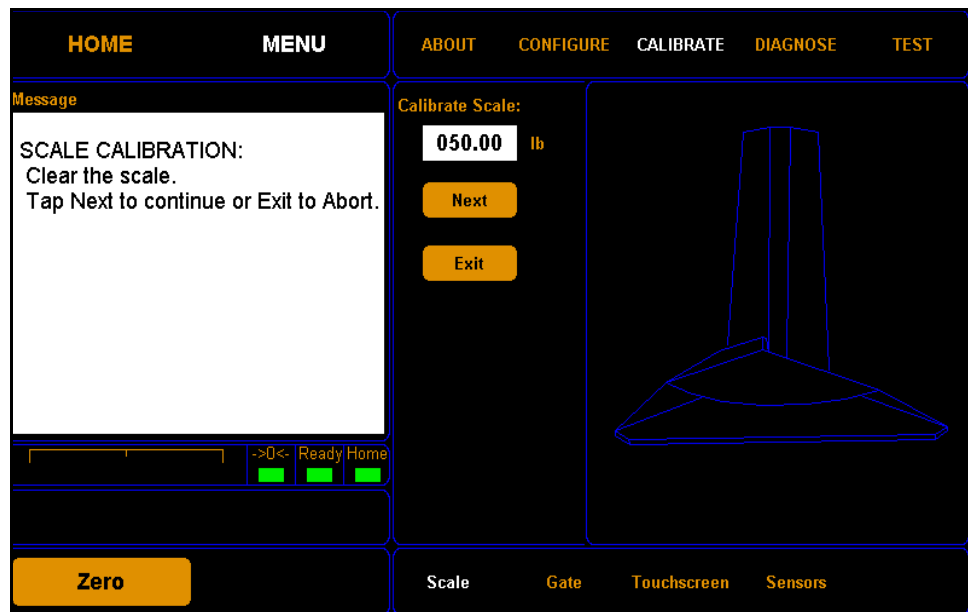 HOME MENU ABOUT CONFIGURE CALIBRATE DIAGNOSE TEST
Message
SCALE CALIBRATION:
Clear the scale.
Tap Next to continue or Exit to Abort.
Calibrate Scale:
050.00 lb
Next
Exit
->0<- Ready Home
Zero
Scale Gate Touchscreen Sensors